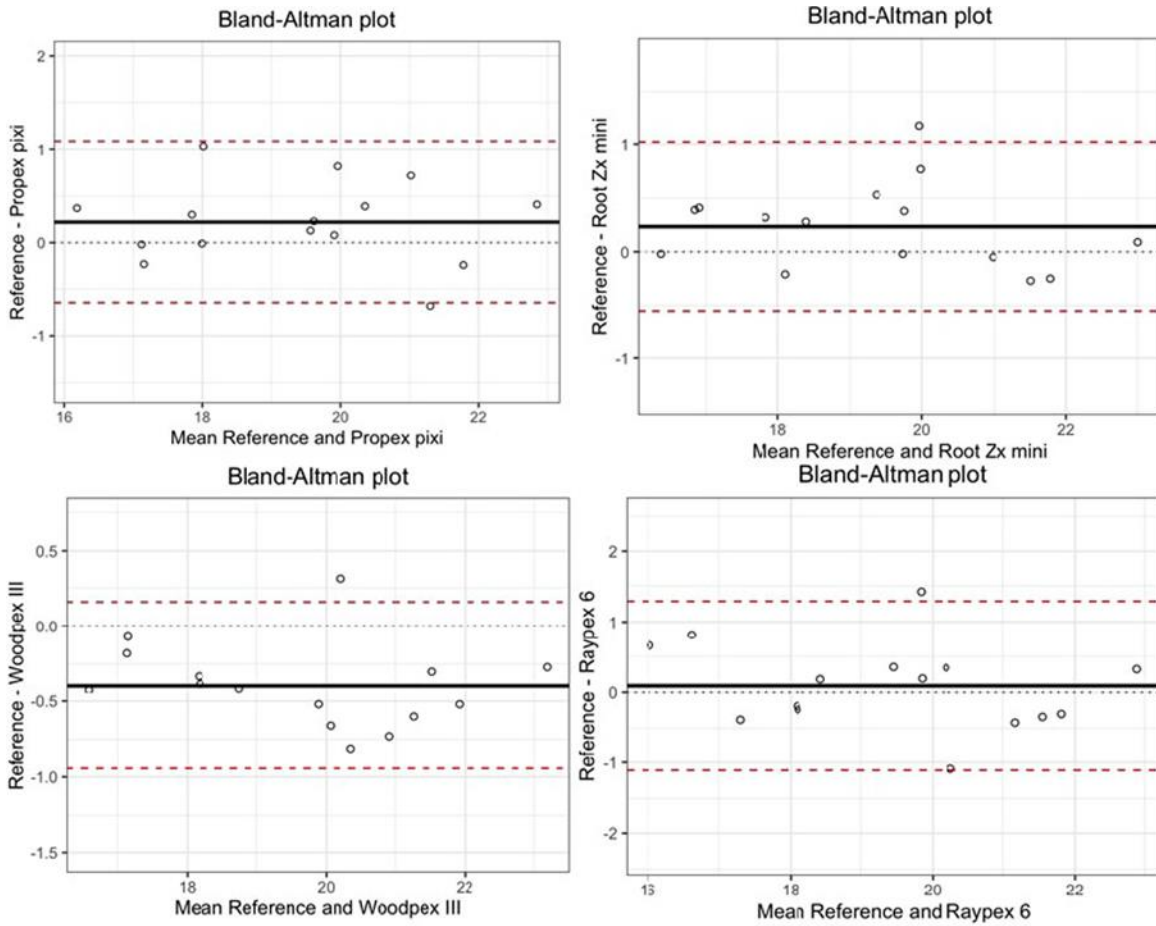 Bland-Altman plot
Reference - Propex pixi
2
1
0
-1
16
18
20
22
Mean Reference and Propex pixi
Bland-Altman plot
Reference - Root Zx mini
1
0
-1
18
20
22
Mean Reference and Root Zx mini
Bland-Altman plot
Reference - Woodpex III
0.5
0.0
-0.5
-1.0
-1.5
18
20
22
Mean Reference and Woodpex III
Bland-Altman plot
Reference - Raypex 6
2
1
0
-1
-2
18
20
22
Mean Reference and Raypex 6